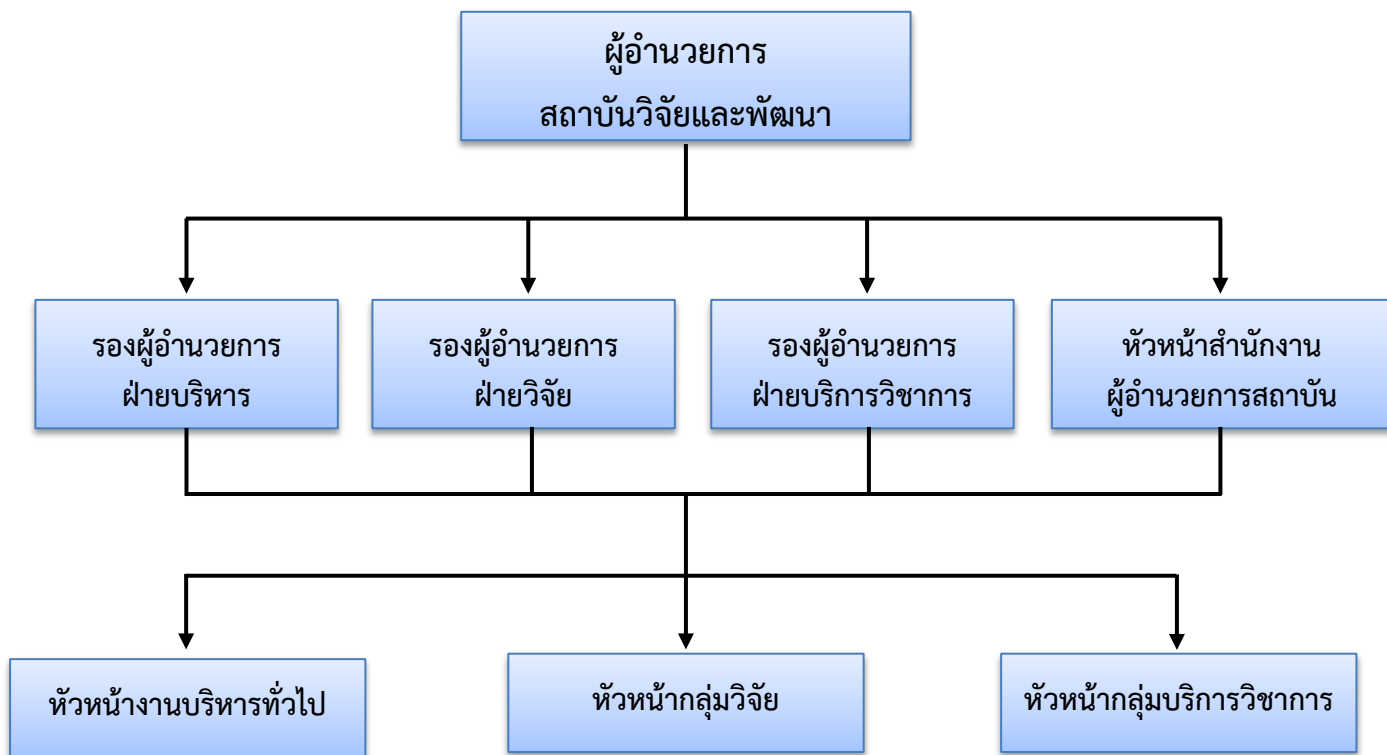 ผู้อำนวยการ
สถาบันวิจัยและพัฒนา
รองผู้อำนวยการ
ฝ่ายบริหาร
รองผู้อำนวยการ
ฝ่ายวิจัย
รองผู้อำนวยการ
ฝ่ายบริการวิชาการ
หัวหน้าสำนักงาน
ผู้อำนวยการสถาบัน
หัวหน้างานบริหารทั่วไป
หัวหน้ากลุ่มวิจัย
หัวหน้ากลุ่มบริการวิชาการ